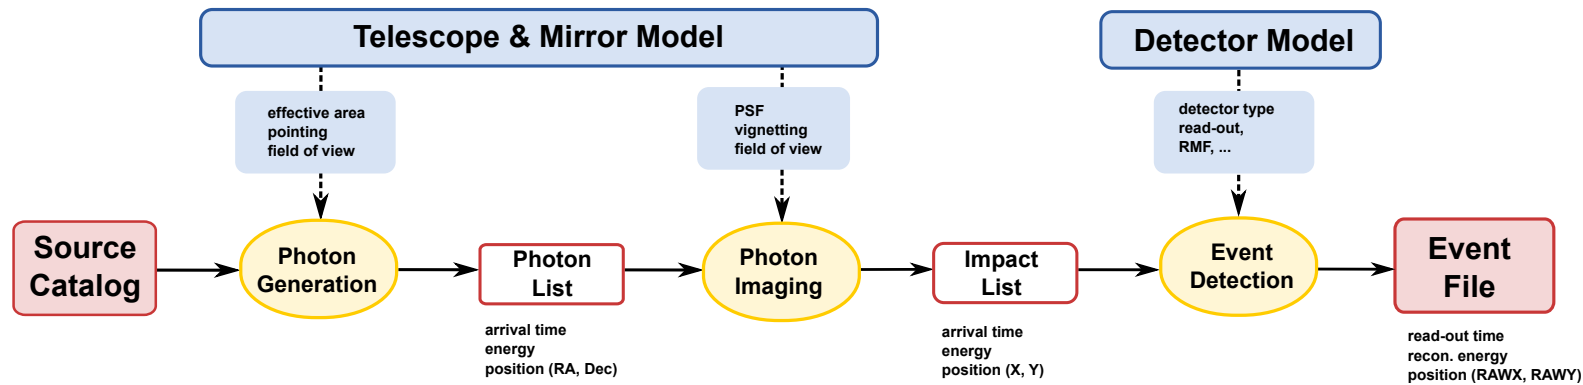 Telescope & Mirror Model
Detector Model
effective area
pointing
field of view
PSF
vignetting
field of view
detector type
read-out,
RMF, ...
Source
Catalog
Photon
Generation
Photon
List
Photon
Imaging
Impact
List
Event
Detection
Event
File
arrival time
energy
position (RA, Dec)
arrival time
energy
position (X, Y)
read-out time
recon. energy
position (RAWX, RAWY)